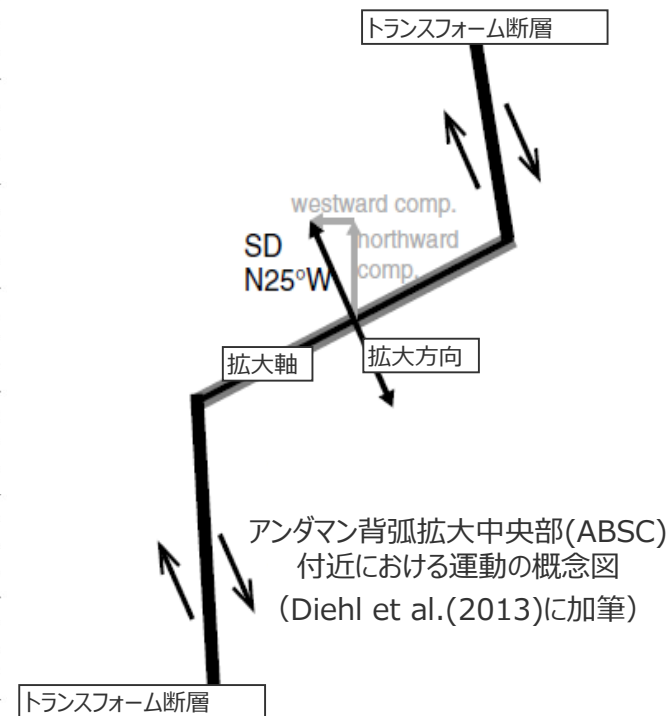 トランスフォーム断層
westward comp.
northward
comp.
SD
N25°W
拡大軸
拡大方向
アンダマン背弧拡大中央部(ABSC)
付近における運動の概念図
（Diehl et al.(2013)に加筆）
トランスフォーム断層